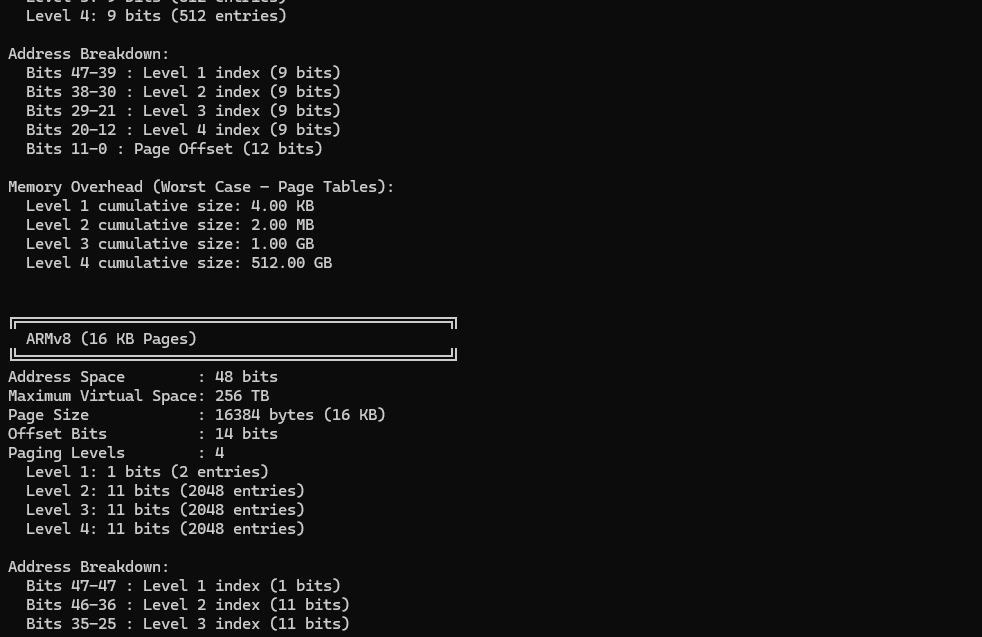 Level 3: 9 bits (512 entries)
Level 4: 9 bits (512 entries)
Address Breakdown:
Bits 47-39 : Level 1 index (9 bits)
Bits 38-30 : Level 2 index (9 bits)
Bits 29-21 : Level 3 index (9 bits)
Bits 20-12 : Level 4 index (9 bits)
Bits 11-0 : Page Offset (12 bits)
Memory Overhead (Worst Case - Page Tables):
Level 1 cumulative size: 4.00 KB
Level 2 cumulative size: 2.00 MB
Level 3 cumulative size: 1.00 GB
Level 4 cumulative size: 512.00 GB
ARMv8 (16 KB Pages)
Address Space : 48 bits
Maximum Virtual Space: 256 TB
Page Size : 16384 bytes (16 KB)
Offset Bits : 14 bits
Paging Levels : 4
Level 1: 1 bits (2 entries)
Level 2: 11 bits (2048 entries)
Level 3: 11 bits (2048 entries)
Level 4: 11 bits (2048 entries)
Address Breakdown:
Bits 47-47 : Level 1 index (1 bits)
Bits 46-36 : Level 2 index (11 bits)
Bits 35-25 : Level 3 index (11 bits)